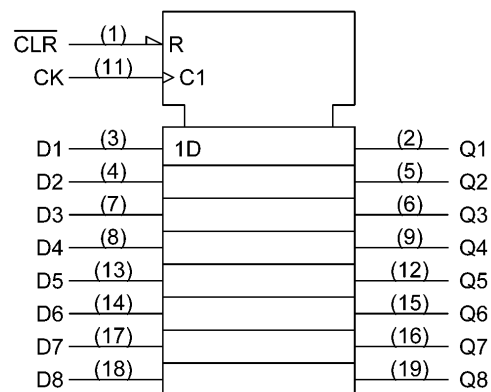 C̅L̅R̅ (1) R
CK (11) C1
D1 (3) 1D (2) Q1
D2 (4) (5) Q2
D3 (7) (6) Q3
D4 (8) (9) Q4
D5 (13) (12) Q5
D6 (14) (15) Q6
D7 (17) (16) Q7
D8 (18) (19) Q8